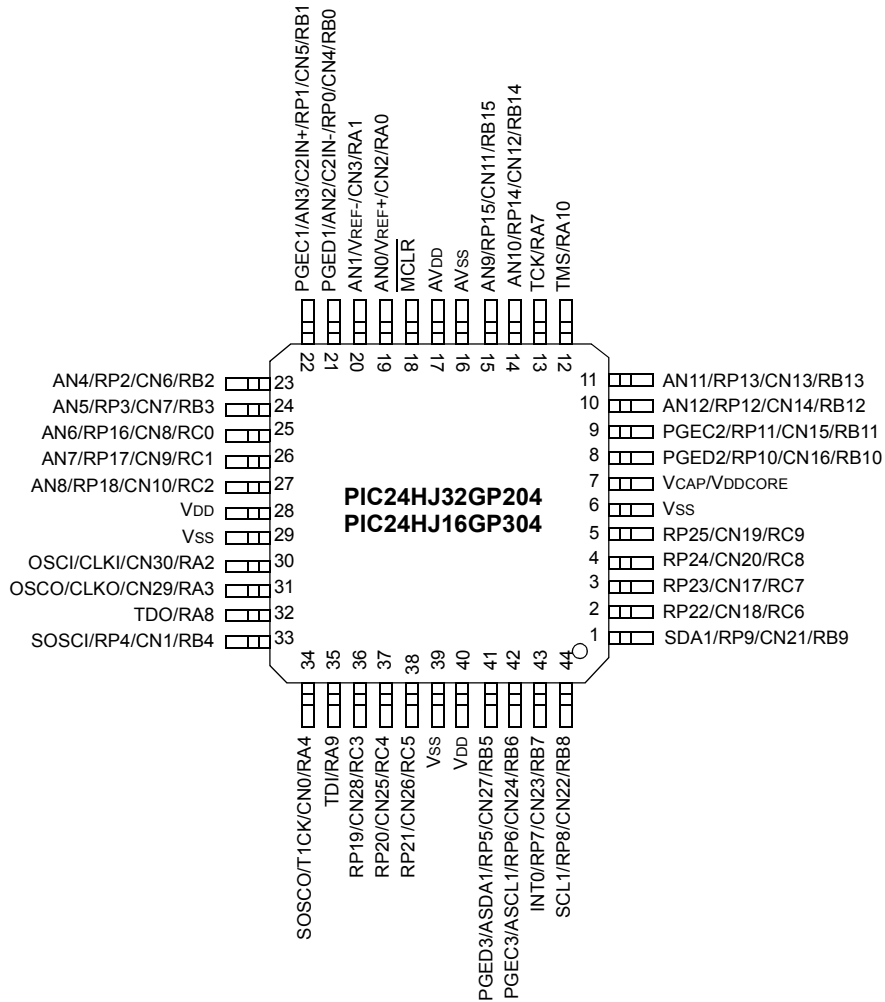 PGEC1/AN3/C2IN+/RP1/CN5/RB1
PGED1/AN2/C2IN-/RP0/CN4/RB0
AN1/VREF-/CN3/RA1
AN0/VREF+/CN2/RA0
MCLR
AVDD
AVSS
AN9/RP15/CN11/RB15
AN10/RP14/CN12/RB14
TCK/RA7
TMS/RA10
22
21
20
19
18
17
16
15
14
13
12
AN4/RP2/CN6/RB2 23
AN5/RP3/CN7/RB3 24
AN6/RP16/CN8/RC0 25
AN7/RP17/CN9/RC1 26
AN8/RP18/CN10/RC2 27
VDD 28
VSS 29
OSCI/CLKI/CN30/RA2 30
OSCO/CLKO/CN29/RA3 31
TDO/RA8 32
SOSCI/RP4/CN1/RB4 33
PIC24HJ32GP204
PIC24HJ16GP304
11 AN11/RP13/CN13/RB13
10 AN12/RP12/CN14/RB12
9 PGEC2/RP11/CN15/RB11
8 PGED2/RP10/CN16/RB10
7 VCAP/VDDCORE
6 VSS
5 RP25/CN19/RC9
4 RP24/CN20/RC8
3 RP23/CN17/RC7
2 RP22/CN18/RC6
1 SDA1/RP9/CN21/RB9
34
35
36
37
38
39
40
41
42
43
44
SOSCO/T1CK/CN0/RA4
TDI/RA9
RP19/CN28/RC3
RP20/CN25/RC4
RP21/CN26/RC5
VSS
VDD
PGED3/ASDA1/RP5/CN27/RB5
PGEC3/ASCL1/RP6/CN24/RB6
INT0/RP7/CN23/RB7
SCL1/RP8/CN22/RB8